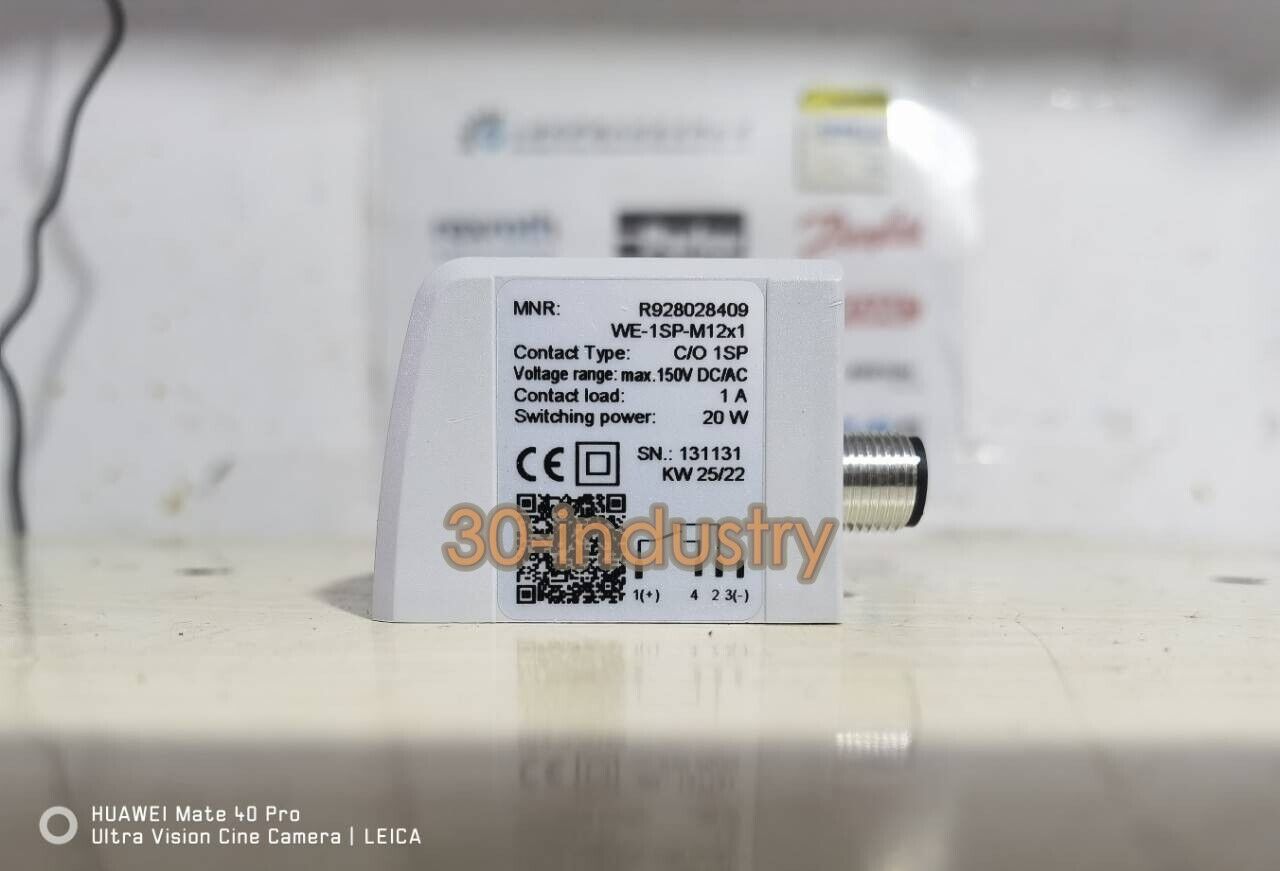 MNR: R928028409
WE-1SP-M12x1
Contact Type: C/O 1SP
Voltage range: max.150V DC/AC
Contact load: 1 A
Switching power: 20 W
CE
SN.: 131131
KW 25/22
30-industry
1(+) 4 2 3(-)
HUAWEI Mate 40 Pro
Ultra Vision Cine Camera | LEICA